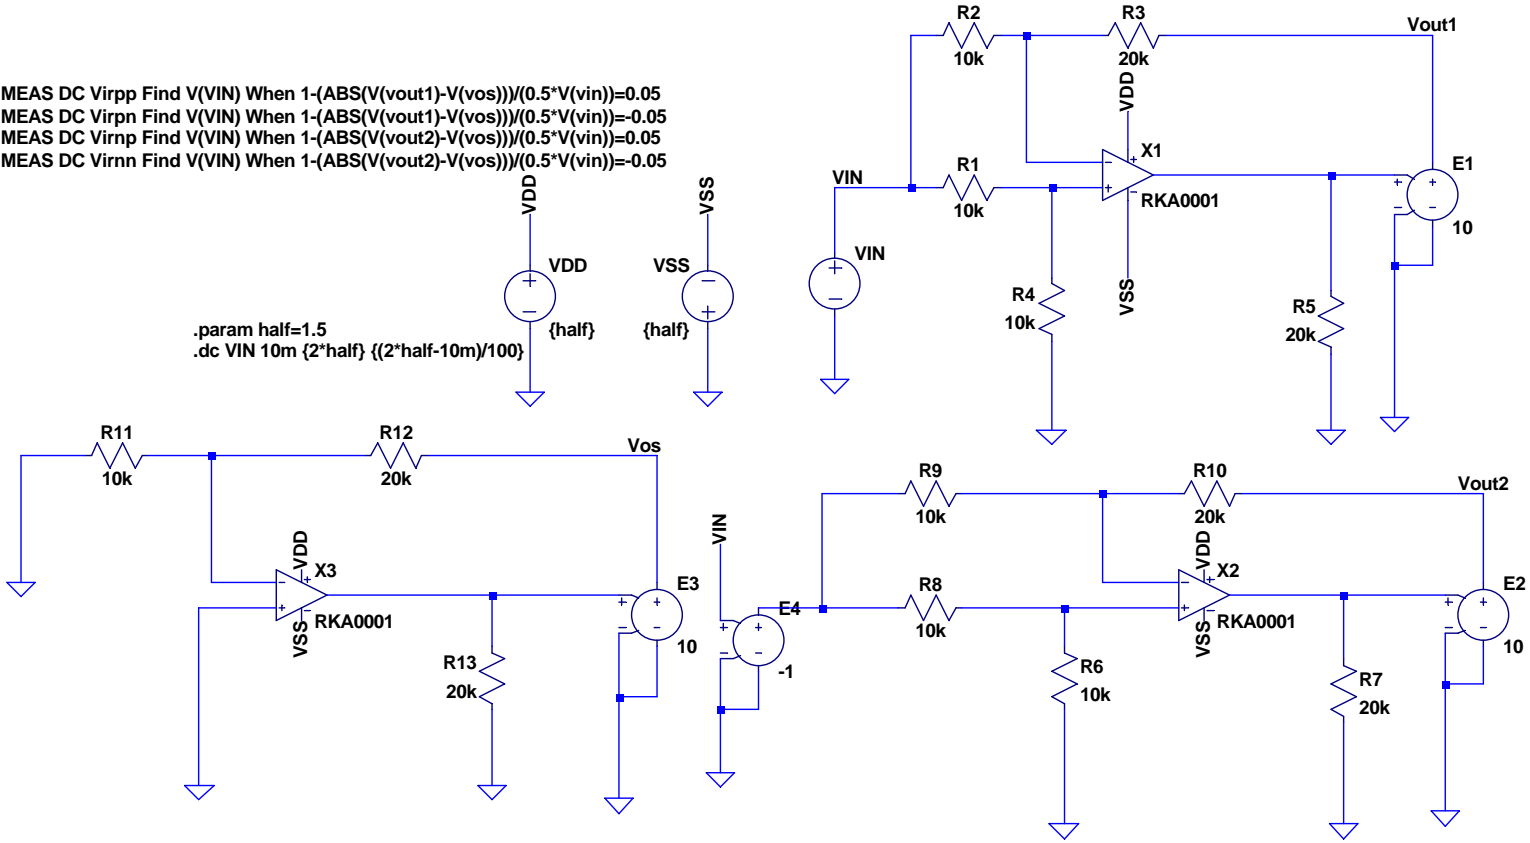 MEAS DC Virpp Find V(VIN) When 1-(ABS(V(vout1)-V(vos)))/(0.5*V(vin))=0.05
MEAS DC Virpn Find V(VIN) When 1-(ABS(V(vout1)-V(vos)))/(0.5*V(vin))=-0.05
MEAS DC Virnp Find V(VIN) When 1-(ABS(V(vout2)-V(vos)))/(0.5*V(vin))=0.05
MEAS DC Virnn Find V(VIN) When 1-(ABS(V(vout2)-V(vos)))/(0.5*V(vin))=-0.05
VDD
VDD
{half}
VSS
VSS
{half}
.param half=1.5
.dc VIN 10m {2*half} {(2*half-10m)/100}
R2
10k
R3
20k
Vout1
VDD
X1
RKA0001
VSS
R1
10k
VIN
VIN
R4
10k
R5
20k
E1
10
R11
10k
R12
20k
Vos
VDD
X3
RKA0001
VSS
R13
20k
E3
10
VIN
E4
-1
R9
10k
R10
20k
Vout2
VDD
X2
RKA0001
VSS
R8
10k
R6
10k
R7
20k
E2
10